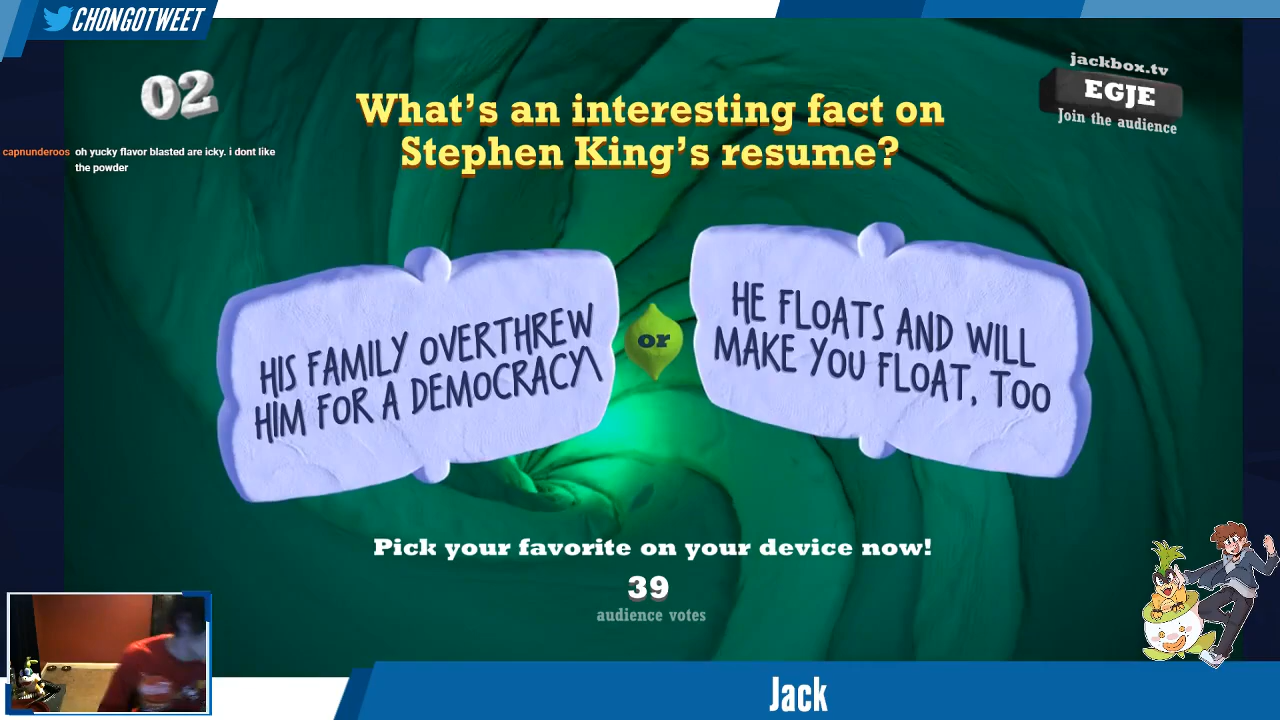 CHONGOTWEET
02
jackbox.tv
EGJE
Join the audience
What's an interesting fact on
Stephen King's resume?
capnunderoos oh yucky flavor blasted are icky. i dont like
the powder
HIS FAMILY OVERTHREW
HIM FOR A DEMOCRACY\
or
HE FLOATS AND WILL
MAKE YOU FLOAT, TOO
Pick your favorite on your device now!
39
audience votes
Jack